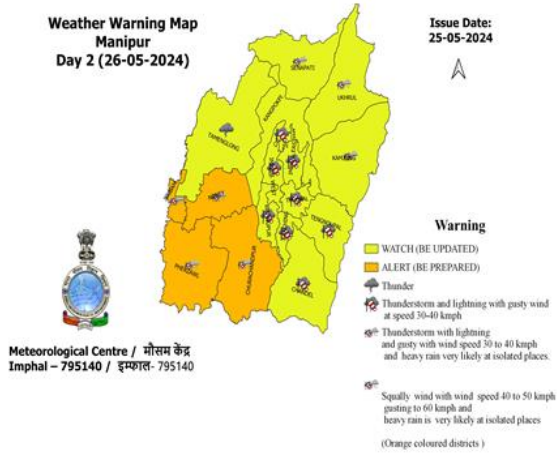 Weather Warning Map
Manipur
Day 2 (26-05-2024)
Issue Date:
25-05-2024
SENAPATI
UKHRUL
KANGPOKPI
TAMENGLONG
KAMJONG
TENGNOUPAL
PHERZAWL
CHURACHANDPUR
CHANDEL
Warning
WATCH (BE UPDATED)
ALERT (BE PREPARED)
Thunder
Thunderstorm and lightning with gusty wind
at speed 30-40 kmph
Thunderstorm with lightning
and gusty with wind speed 30 to 40 kmph
and heavy rain very likely at isolated places.
Squally wind with wind speed 40 to 50 kmph
gusting to 60 kmph and
heavy rain is very likely at isolated places
(Orange coloured districts )
Meteorological Centre / मौसम केंद्र
Imphal – 795140 / इम्फाल- 795140